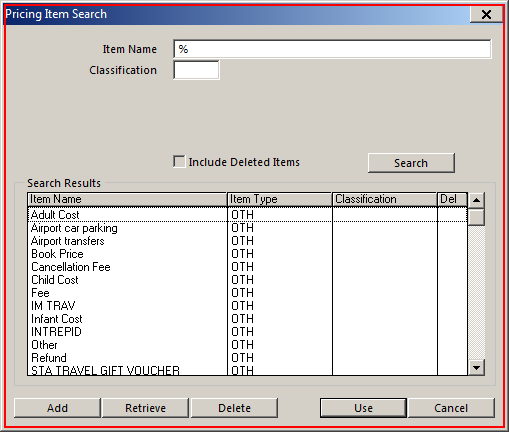 Pricing Item Search
Item Name %
Classification
Include Deleted Items Search
Search Results
Item Name Item Type Classification Del
Adult Cost OTH
Airport car parking OTH
Airport transfers OTH
Book Price OTH
Cancellation Fee OTH
Child Cost OTH
Fee OTH
IM TRAV OTH
Infant Cost OTH
INTREPID OTH
Other OTH
Refund OTH
STA TRAVEL GIFT VOUCHER OTH
Add Retrieve Delete Use Cancel